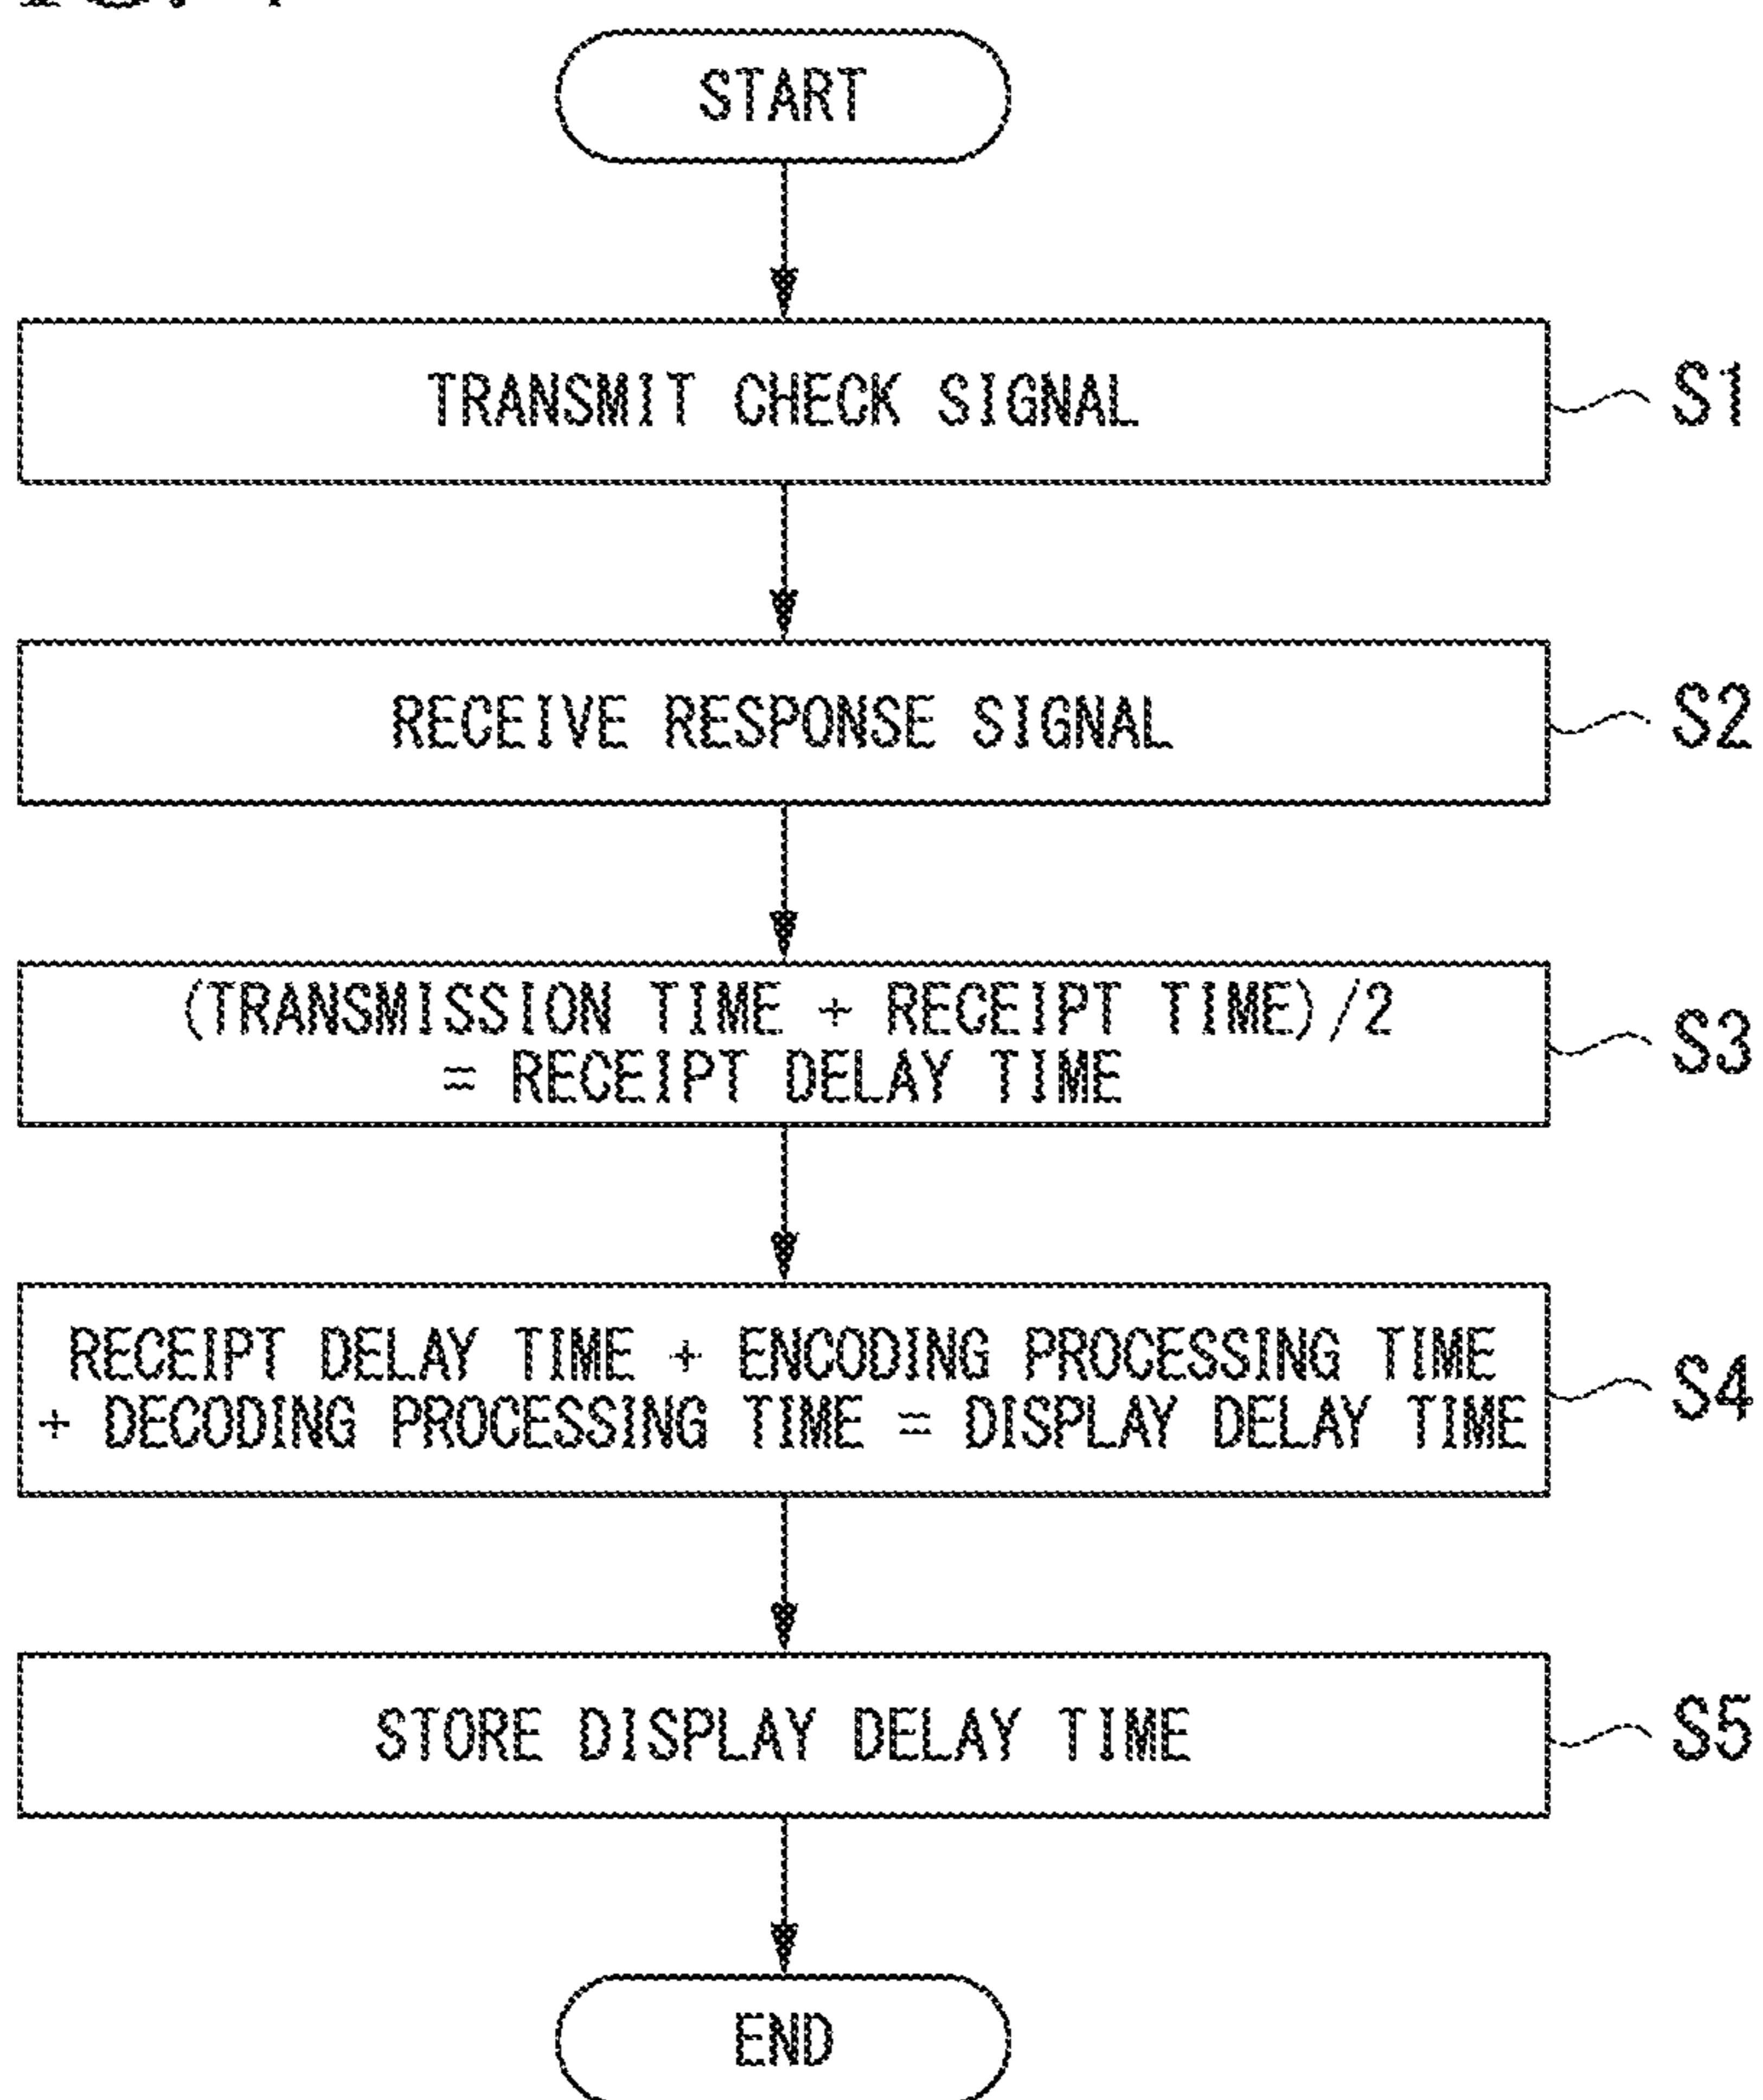 START
TRANSMIT CHECK SIGNAL
S1
RECEIVE RESPONSE SIGNAL
S2
(TRANSMISSION TIME + RECEIPT TIME)/2
= RECEIPT DELAY TIME
S3
RECEIPT DELAY TIME + ENCODING PROCESSING TIME
+ DECODING PROCESSING TIME = DISPLAY DELAY TIME
S4
STORE DISPLAY DELAY TIME
S5
END